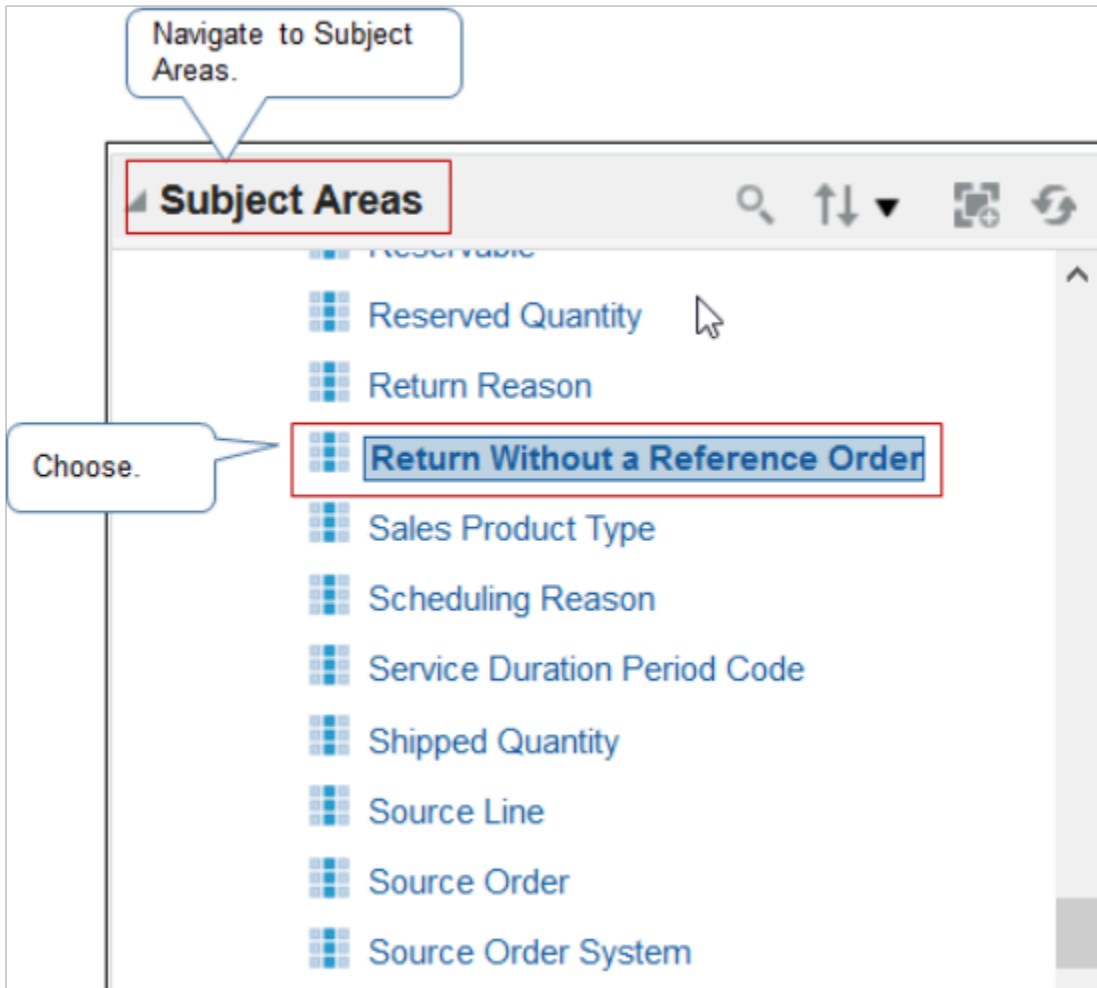 Navigate to Subject
Areas.
Subject Areas
Reservable
Reserved Quantity
Return Reason
Return Without a Reference Order
Choose.
Sales Product Type
Scheduling Reason
Service Duration Period Code
Shipped Quantity
Source Line
Source Order
Source Order System